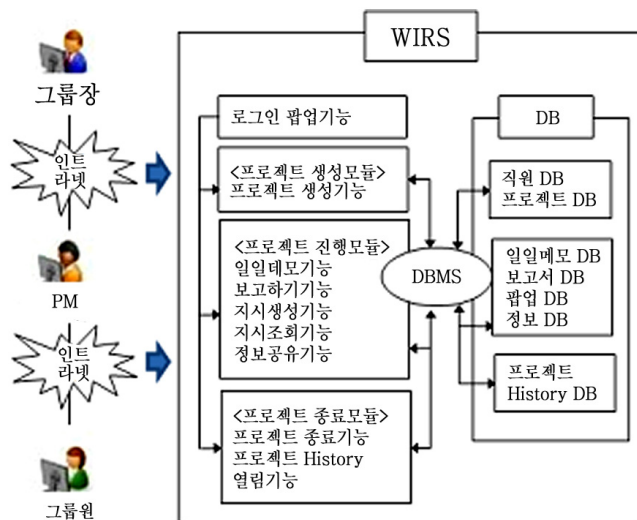 WIRS
그룹장
인트
라넷
PM
인트
라넷
그룹원
로그인 팝업기능
<프로젝트 생성모듈>
프로젝트 생성기능
<프로젝트 진행모듈>
일일데모기능
보고하기기능
지시생성기능
지시조회기능
정보공유기능
<프로젝트 종료모듈>
프로젝트 종료기능
프로젝트 History
열림기능
DBMS
DB
직원 DB
프로젝트 DB
일일메모 DB
보고서 DB
팝업 DB
정보 DB
프로젝트
History DB